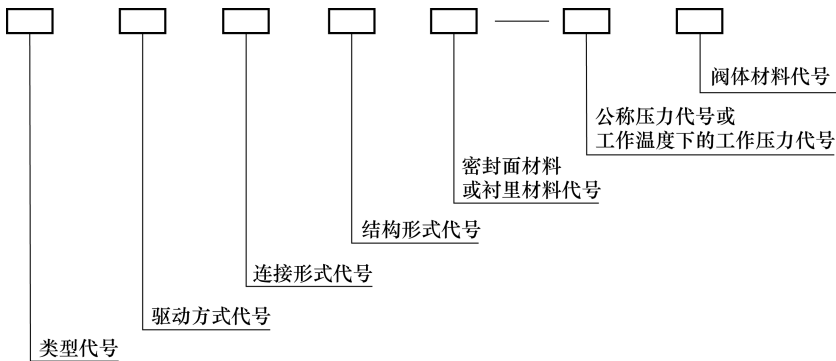 阀体材料代号
公称压力代号或
工作温度下的工作压力代号
密封面材料
或衬里材料代号
结构形式代号
连接形式代号
驱动方式代号
类型代号